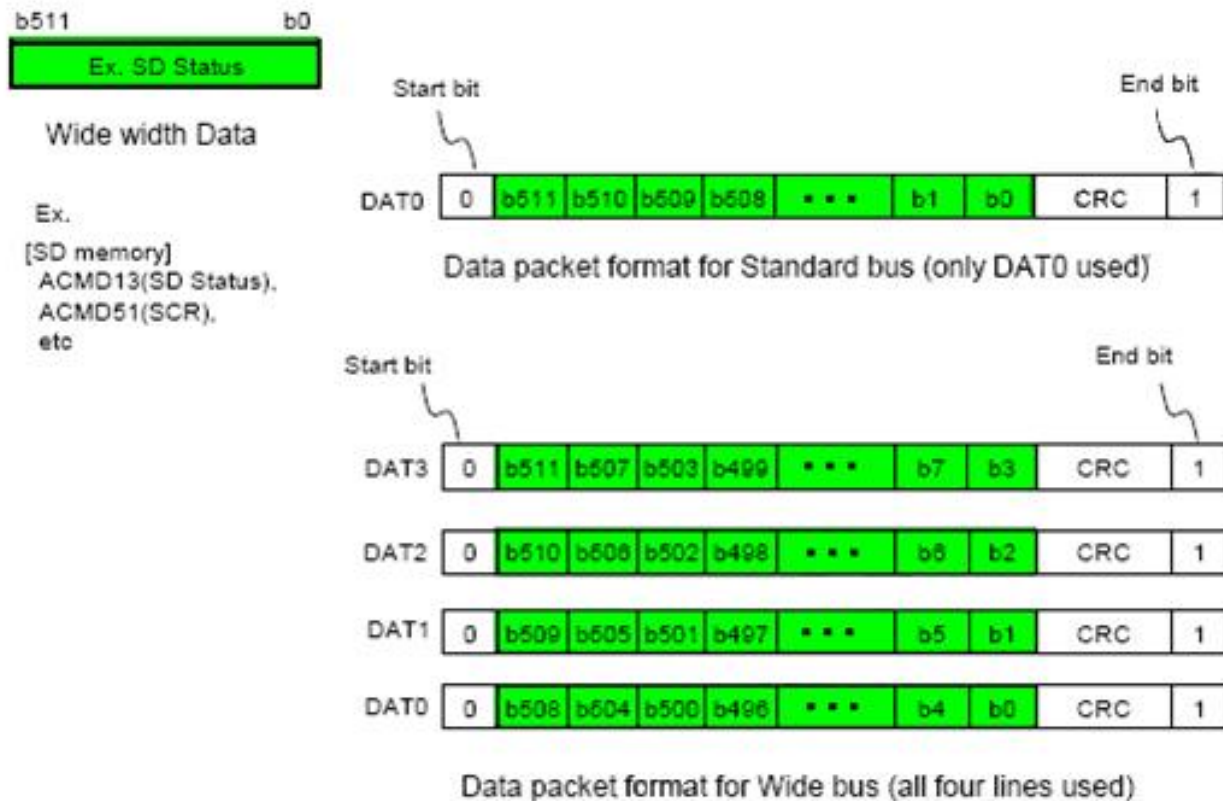 b511 b0
Ex. SD Status
Wide width Data
Ex.
[SD memory]
ACMD13(SD Status),
ACMD51(SCR),
etc
Start bit End bit
DAT0 0 b511 b510 b509 b508 ▪ ▪ ▪ b1 b0 CRC 1
Data packet format for Standard bus (only DAT0 used)
Start bit End bit
DAT3 0 b511 b507 b503 b499 ▪ ▪ ▪ b7 b3 CRC 1
DAT2 0 b510 b506 b502 b498 ▪ ▪ ▪ b6 b2 CRC 1
DAT1 0 b509 b505 b501 b497 ▪ ▪ ▪ b5 b1 CRC 1
DAT0 0 b508 b504 b500 b496 ▪ ▪ ▪ b4 b0 CRC 1
Data packet format for Wide bus (all four lines used)